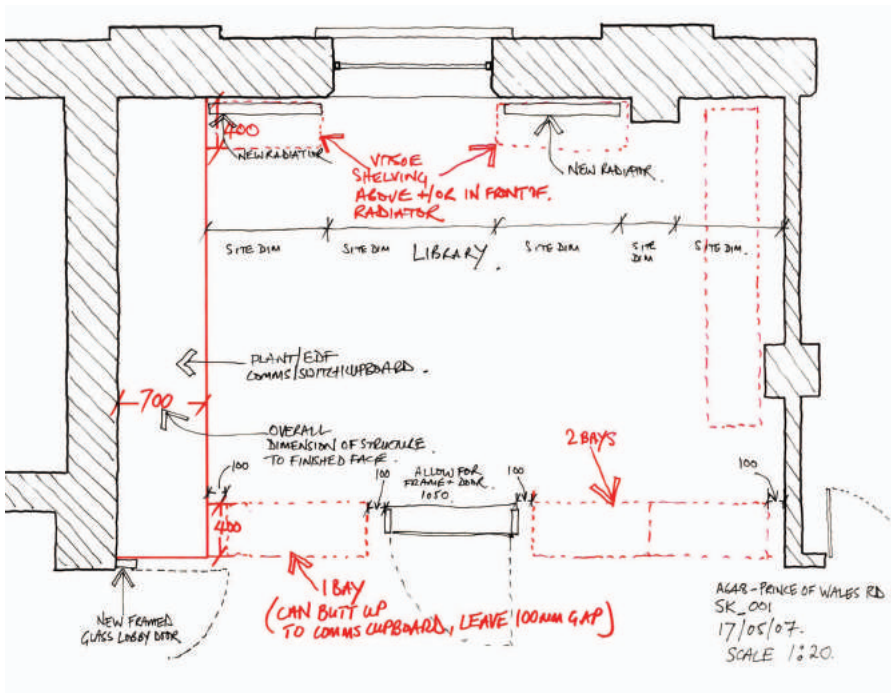 400
NEW RADIATOR
VITSOE
SHELVING
ABOVE +/OR IN FRONT OF.
RADIATOR
NEW RADIATOR.
SITE DIM
SITE DIM
LIBRARY.
SITE DIM
SITE
DIM
SITE DIM.
PLANT/EDF
COMMS/SWITCH CUPBOARD.
700
OVERALL
DIMENSION OF STRUCTURE
TO FINISHED FACE.
2 BAYS
100
100
ALLOW FOR
FRAME + DOOR
1050
100
100
400
1 BAY
(CAN BUTT UP
TO COMMS CUPBOARD, LEAVE 100MM GAP)
NEW FRAMED
GLASS LOBBY DOOR
A6A8-PRINCE OF WALES RD
SK_001
17/05/07.
SCALE 1:20.